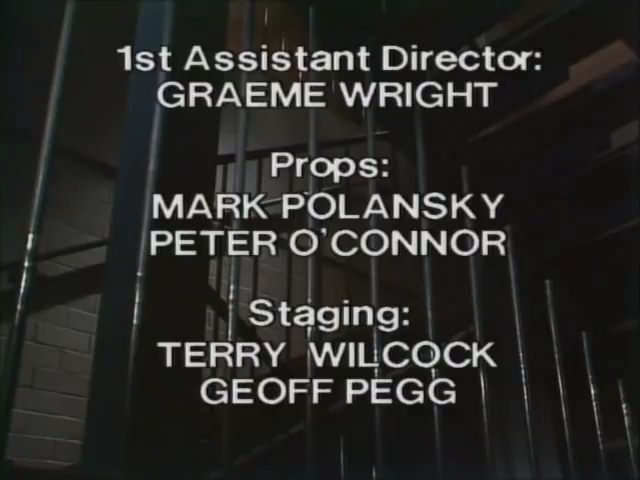 1st Assistant Director:
GRAEME WRIGHT
Props:
MARK POLANSKY
PETER O'CONNOR
Staging:
TERRY WILCOCK
GEOFF PEGG